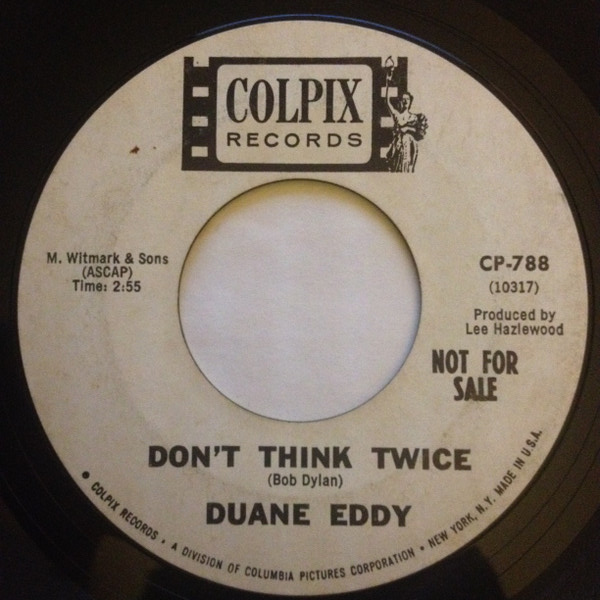 COLPIX
RECORDS
M. Witmark & Sons
(ASCAP)
Time: 2:55
CP-788
(10317)
Produced by
Lee Hazlewood
NOT FOR
SALE
DON'T THINK TWICE
(Bob Dylan)
DUANE EDDY
• COLPIX RECORDS • A DIVISION OF COLUMBIA PICTURES CORPORATION • NEW YORK, N.Y. MADE IN U.S.A.